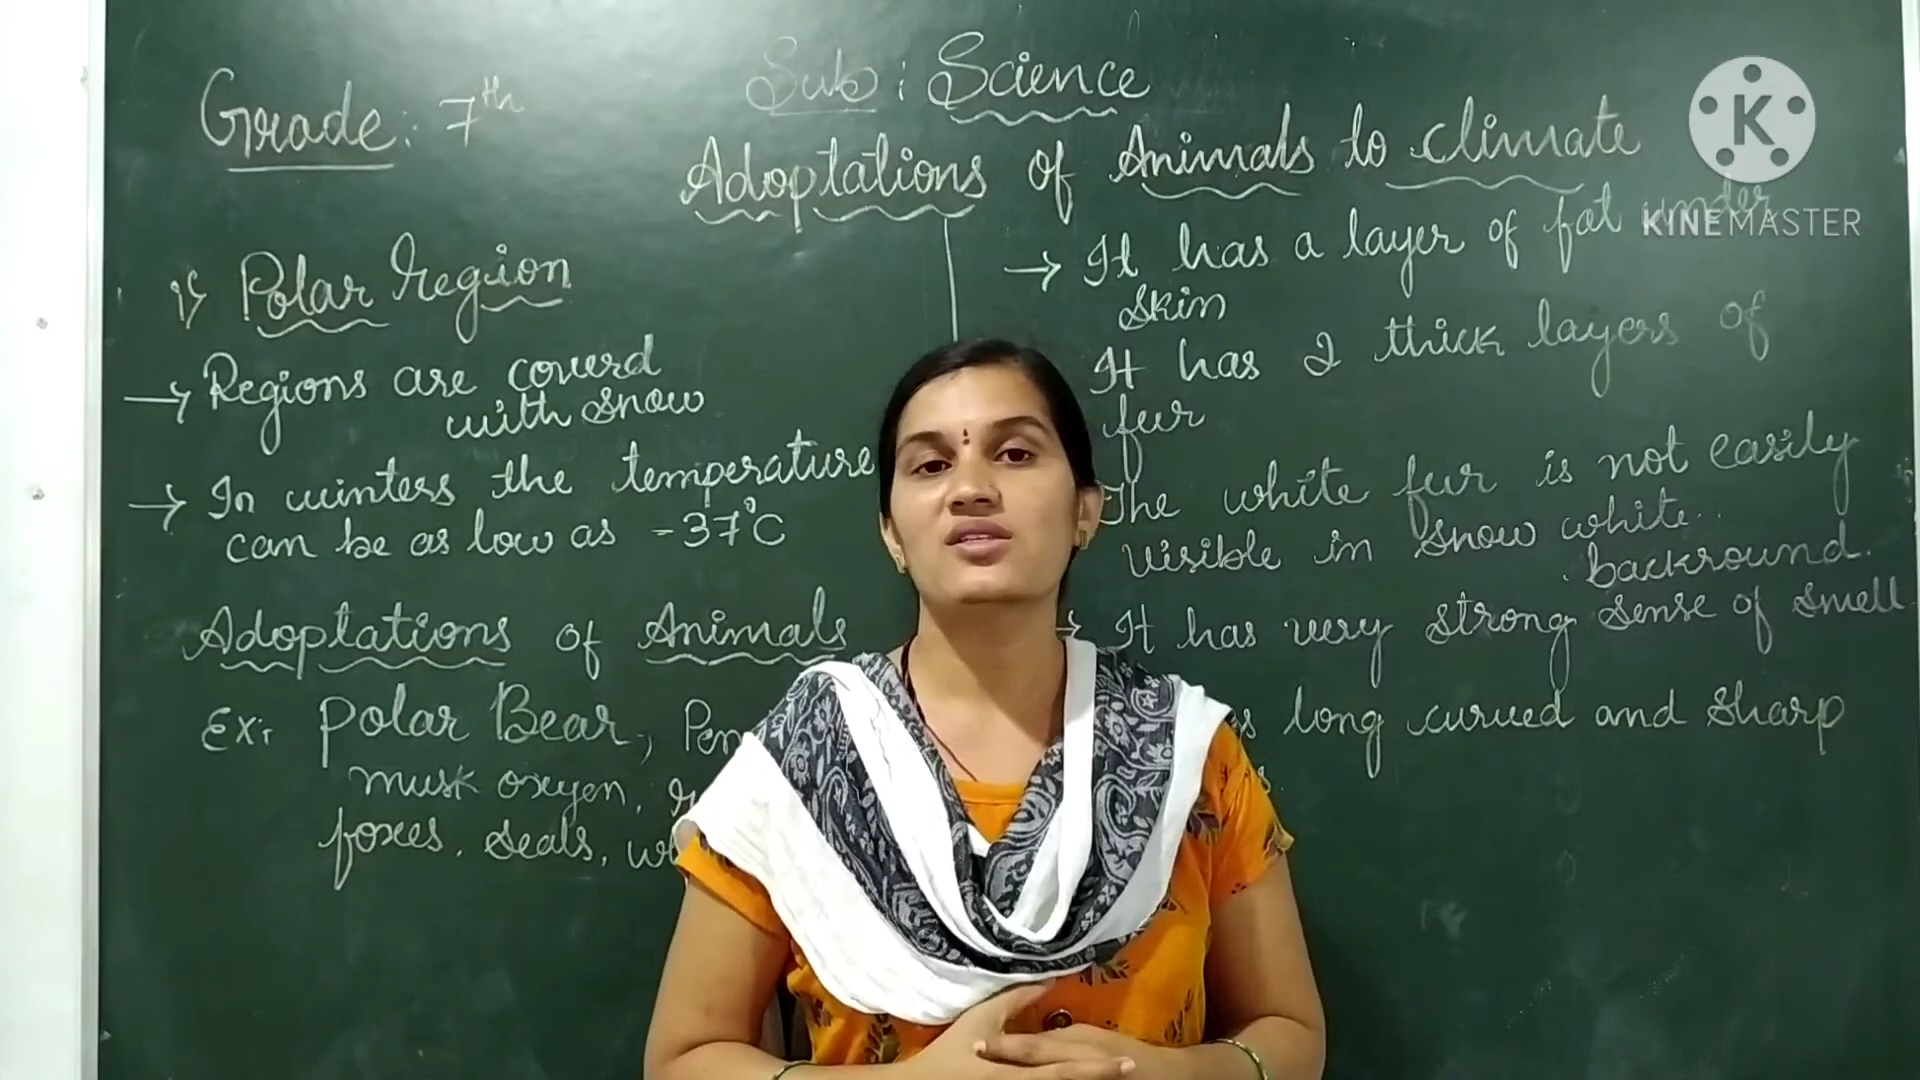 Sub: Science
Grade: 7th
Adoptations of Animals to climate
1) Polar region
→ Regions are coverd
with snow
→ In winters the temperature
can be as low as -37°C
Adoptations of Animals
Ex: Polar Bear, Pen
musk oxyen,
foxes, seals, wh
→ It has a layer of fat under
skin
It has 2 thick layers of
fur
The white fur is not easily
visible in snow white..
backround.
→ It has very strong sense of smell
long curved and sharp
K
KINEMASTER